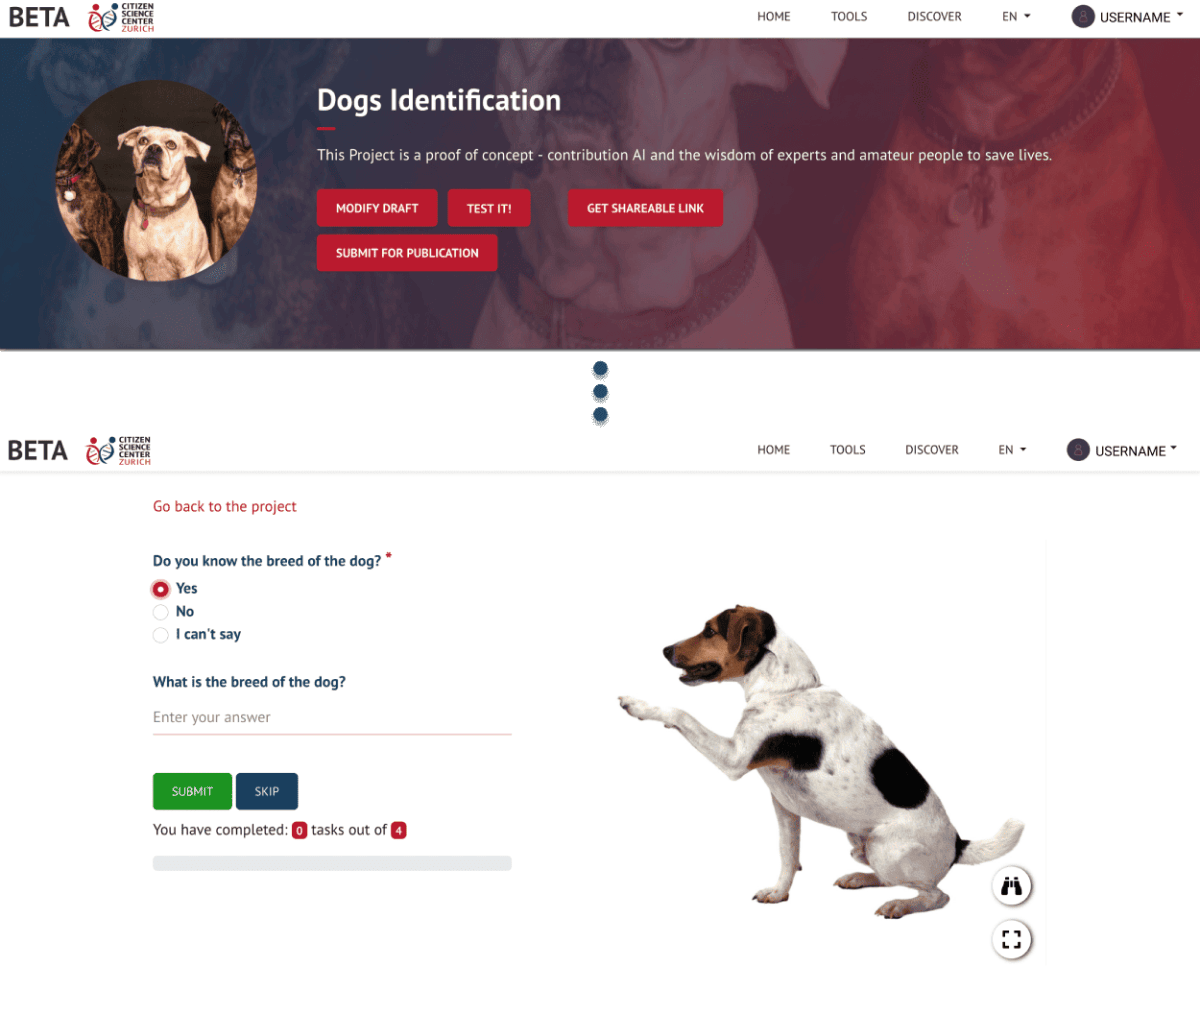 BETA
CITIZEN
SCIENCE
CENTER
ZURICH
HOME TOOLS DISCOVER EN USERNAME
Dogs Identification
This Project is a proof of concept - contribution AI and the wisdom of experts and amateur people to save lives.
MODIFY DRAFT TEST IT! GET SHAREABLE LINK
SUBMIT FOR PUBLICATION
BETA
CITIZEN
SCIENCE
CENTER
ZURICH
HOME TOOLS DISCOVER EN USERNAME
Go back to the project
Do you know the breed of the dog? *
Yes
No
I can't say
What is the breed of the dog?
Enter your answer
SUBMIT SKIP
You have completed: 0 tasks out of 4